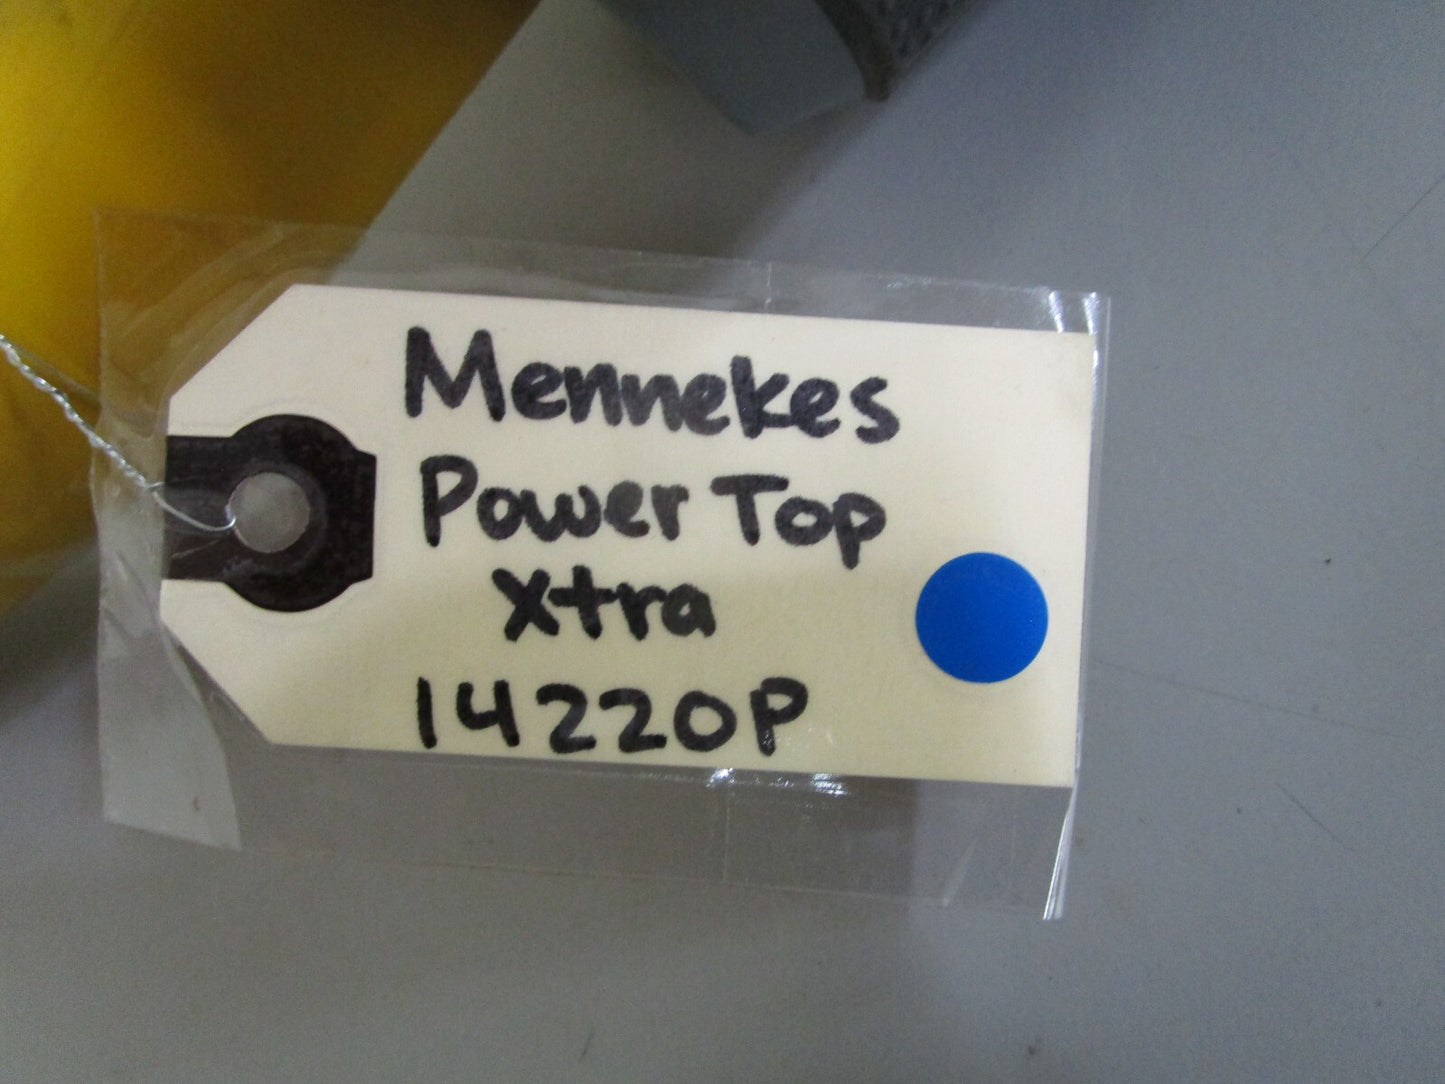 Mennekes
Power Top
Xtra
14220P